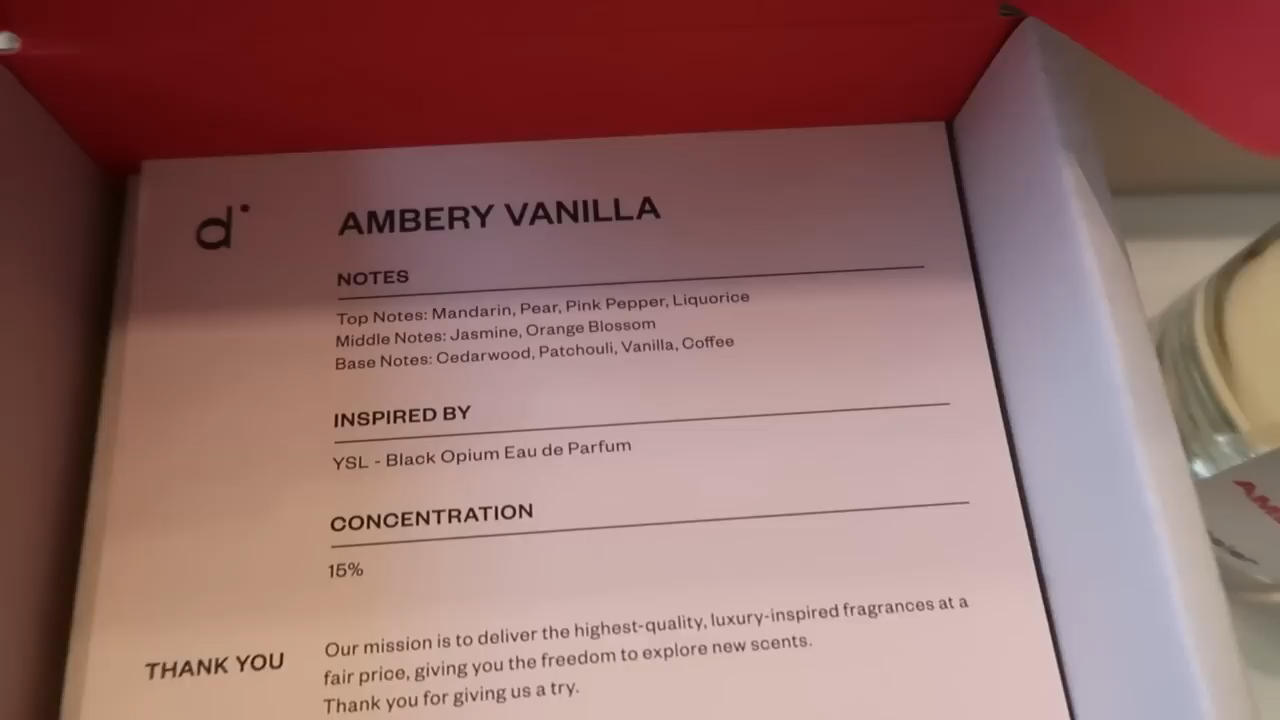 d
AMBERY VANILLA
NOTES
Top Notes: Mandarin, Pear, Pink Pepper, Liquorice
Middle Notes: Jasmine, Orange Blossom
Base Notes: Cedarwood, Patchouli, Vanilla, Coffee
INSPIRED BY
YSL - Black Opium Eau de Parfum
CONCENTRATION
15%
THANK YOU
Our mission is to deliver the highest-quality, luxury-inspired fragrances at a
fair price, giving you the freedom to explore new scents.
Thank you for giving us a try.